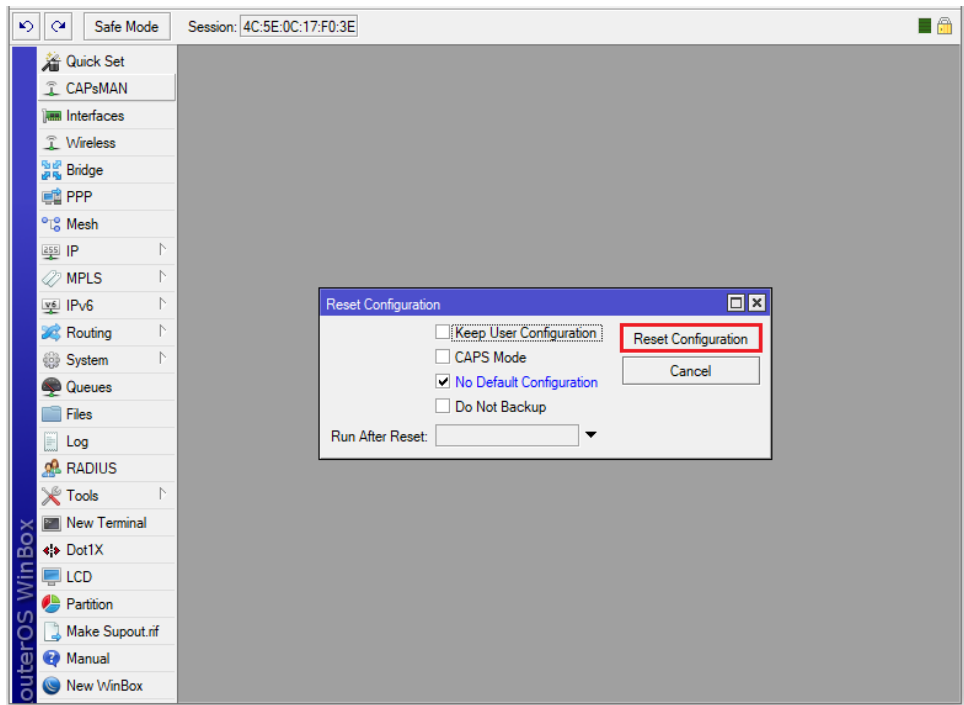 Safe Mode Session: 4C:5E:0C:17:F0:3E
Quick Set
CAPsMAN
Interfaces
Wireless
Bridge
PPP
Mesh
255 IP
MPLS
v6 IPv6
Routing
System
Queues
Files
Log
RADIUS
Tools
New Terminal
Dot1X
LCD
Partition
Make Supout.rif
Manual
New WinBox
outerOS WinBox
Reset Configuration
Keep User Configuration
CAPS Mode
No Default Configuration
Do Not Backup
Run After Reset:
Reset Configuration
Cancel